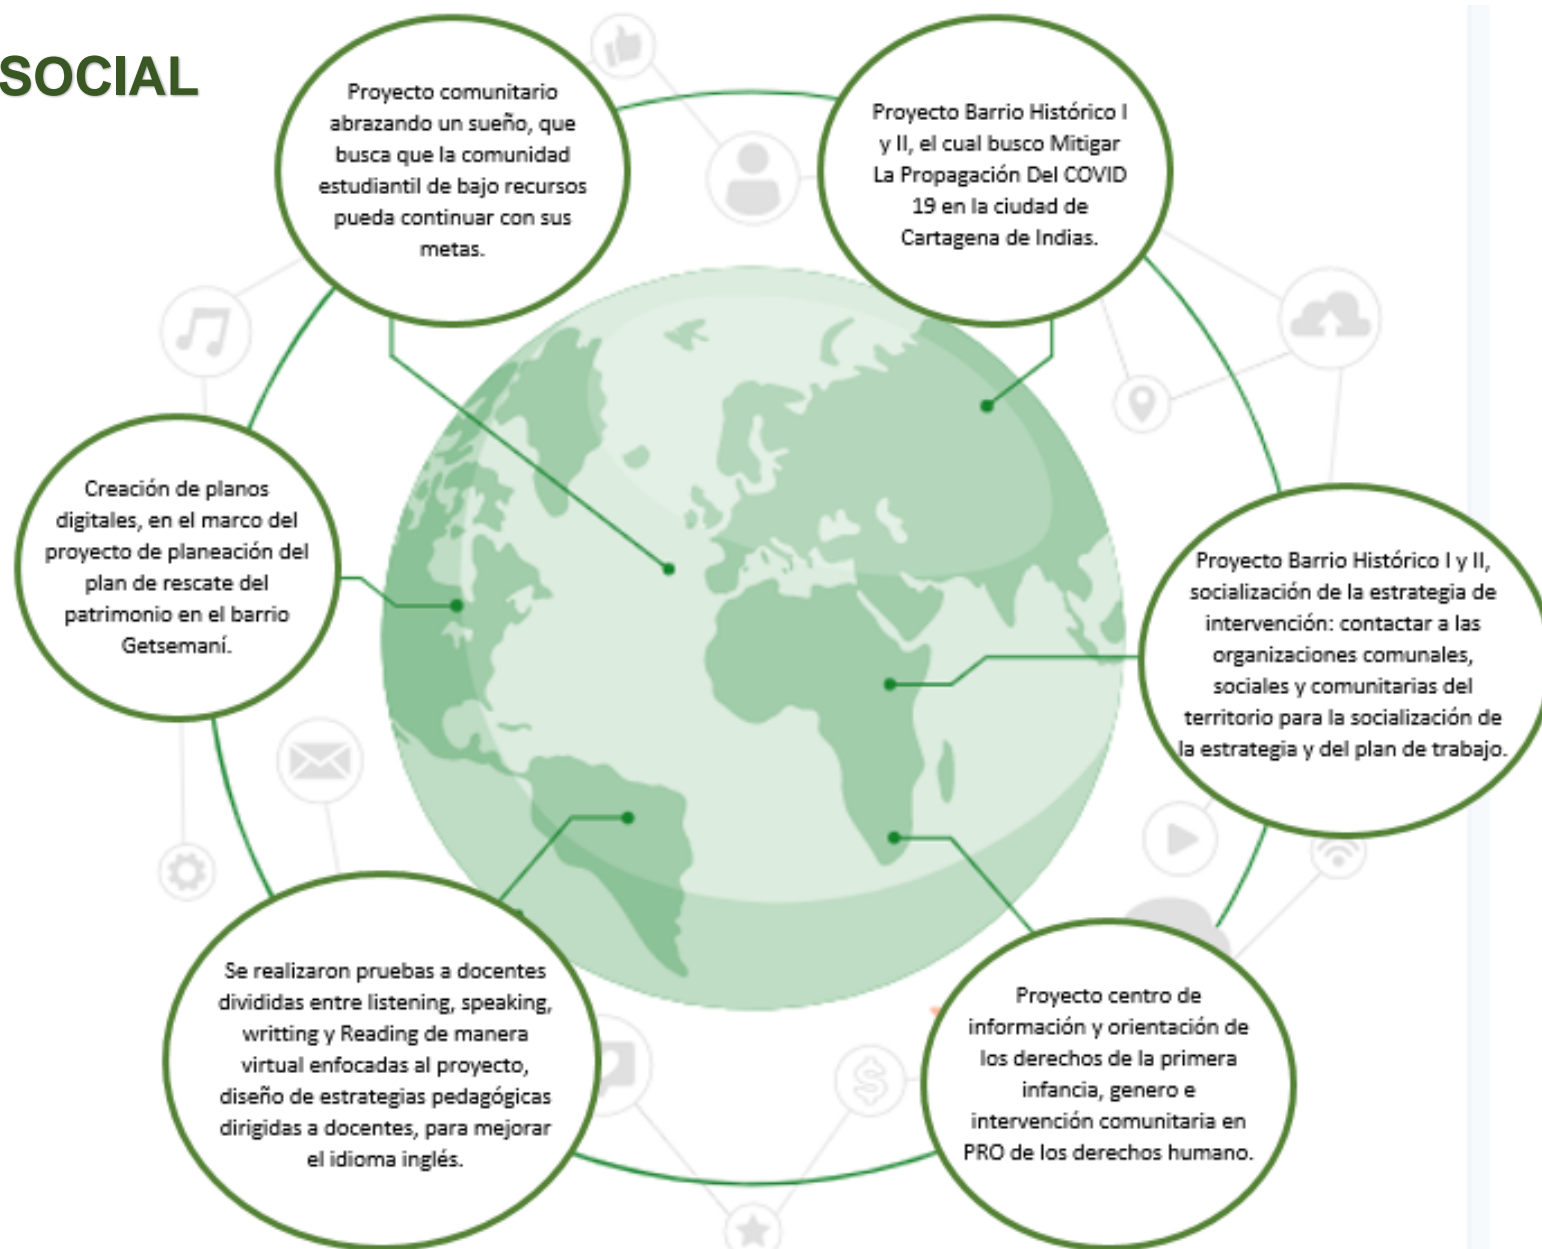 SOCIAL
Proyecto comunitario
abrazando un sueño, que
busca que la comunidad
estudiantil de bajo recursos
pueda continuar con sus
metas.
Proyecto Barrio Histórico I
y II, el cual busco Mitigar
La Propagación Del COVID
19 en la ciudad de
Cartagena de Indias.
Creación de planos
digitales, en el marco del
proyecto de planeación del
plan de rescate del
patrimonio en el barrio
Getsemaní.
Proyecto Barrio Histórico I y II,
socialización de la estrategia de
intervención: contactar a las
organizaciones comunales,
sociales y comunitarias del
territorio para la socialización de
la estrategia y del plan de trabajo.
Se realizaron pruebas a docentes
divididas entre listening, speaking,
writting y Reading de manera
virtual enfocadas al proyecto,
diseño de estrategias pedagógicas
dirigidas a docentes, para mejorar
el idioma inglés.
Proyecto centro de
información y orientación de
los derechos de la primera
infancia, genero e
intervención comunitaria en
PRO de los derechos humano.